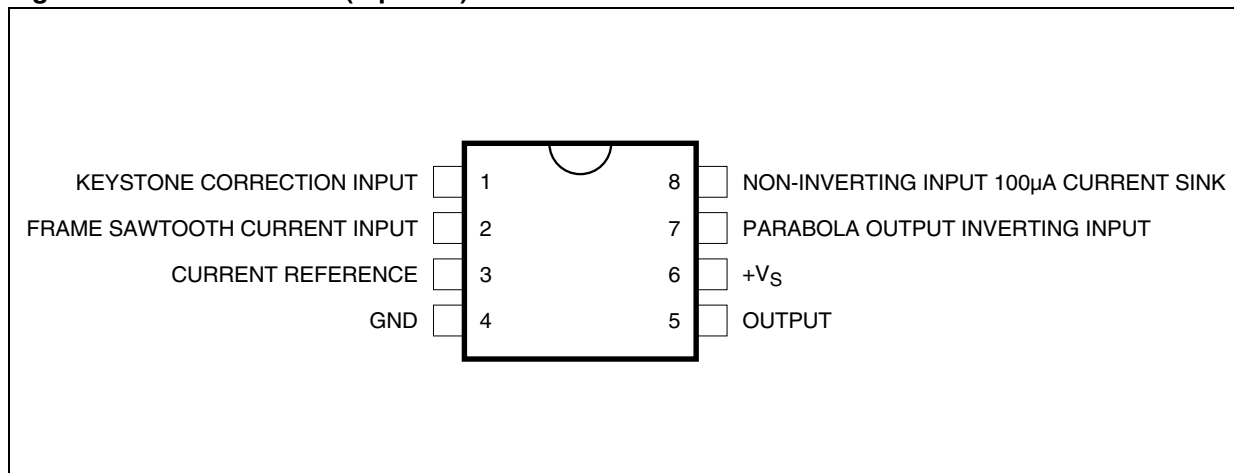 KEYSTONE CORRECTION INPUT 1 8 NON-INVERTING INPUT 100µA CURRENT SINK
FRAME SAWTOOTH CURRENT INPUT 2 7 PARABOLA OUTPUT INVERTING INPUT
CURRENT REFERENCE 3 6 +VS
GND 4 5 OUTPUT